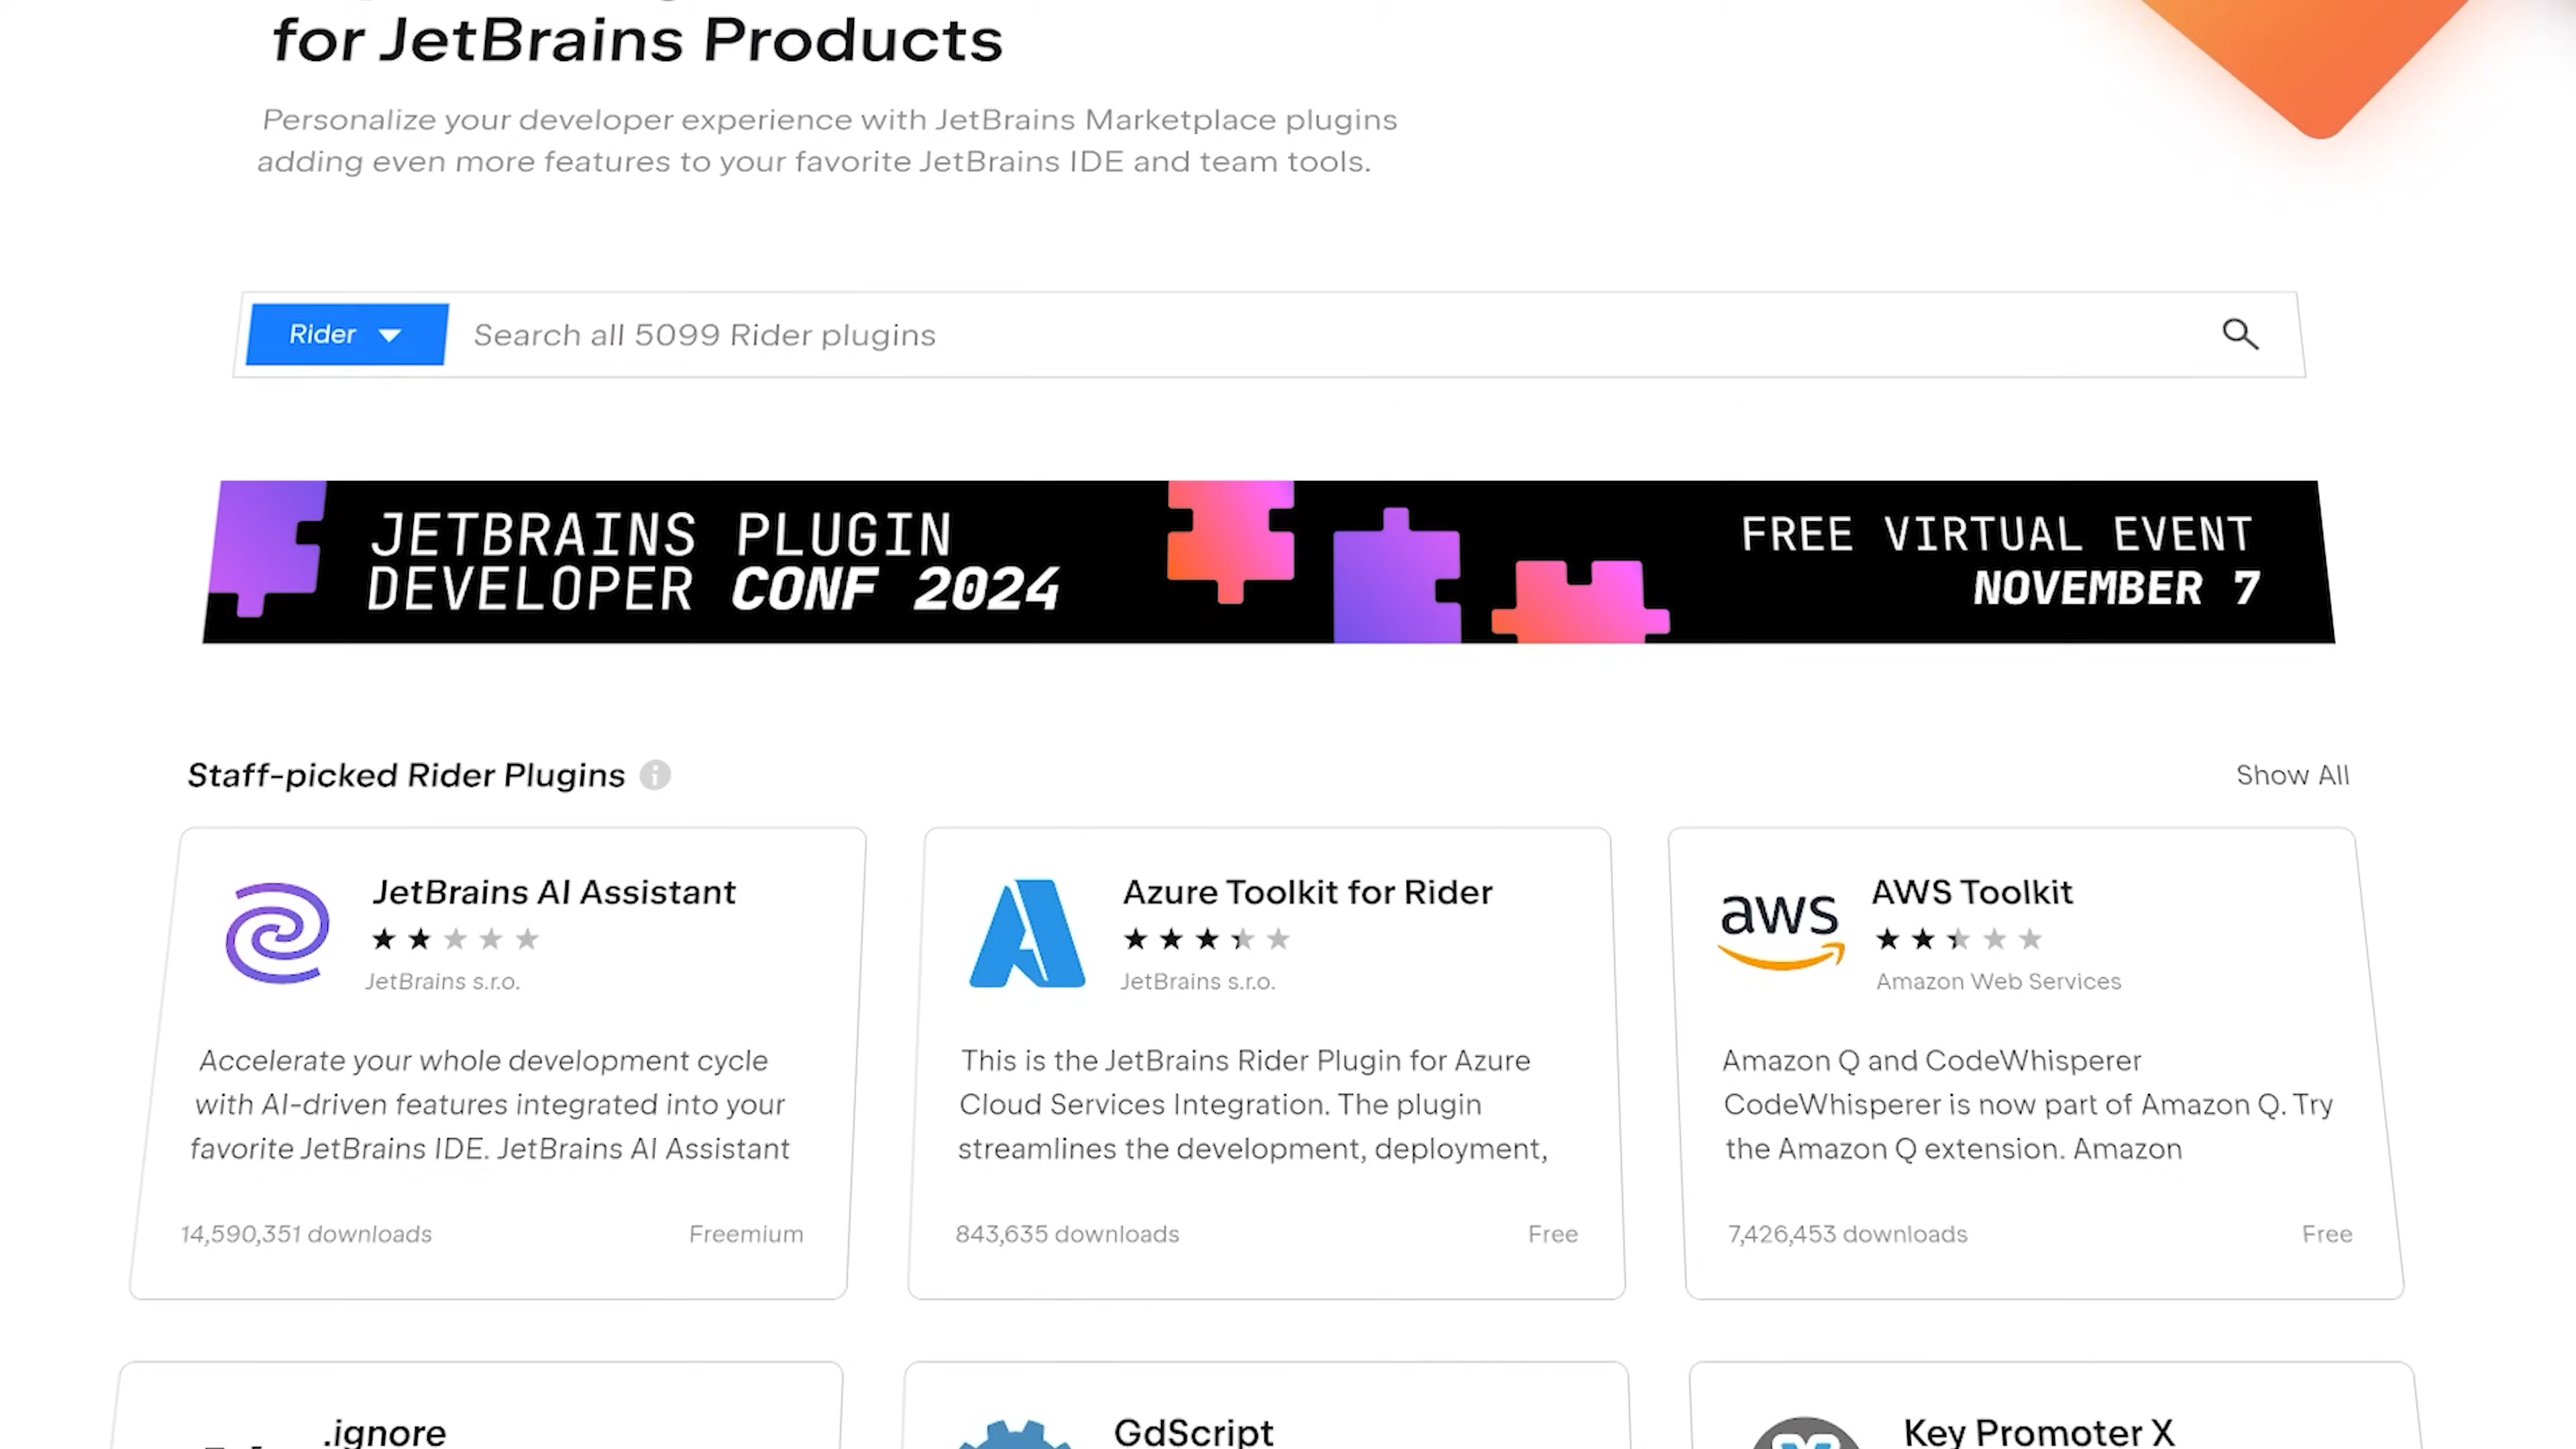 for JetBrains Products
Personalize your developer experience with JetBrains Marketplace plugins
adding even more features to your favorite JetBrains IDE and team tools.
Rider
Search all 5099 Rider plugins
JETBRAINS PLUGIN
DEVELOPER CONF 2024
FREE VIRTUAL EVENT
NOVEMBER 7
Staff-picked Rider Plugins
Show All
JetBrains AI Assistant
JetBrains s.r.o.
Accelerate your whole development cycle
with AI-driven features integrated into your
favorite JetBrains IDE. JetBrains AI Assistant
14,590,351 downloads
Freemium
Azure Toolkit for Rider
JetBrains s.r.o.
This is the JetBrains Rider Plugin for Azure
Cloud Services Integration. The plugin
streamlines the development, deployment,
843,635 downloads
Free
aws
AWS Toolkit
Amazon Web Services
Amazon Q and CodeWhisperer
CodeWhisperer is now part of Amazon Q. Try
the Amazon Q extension. Amazon
7,426,453 downloads
Free
.ignore
GdScript
Key Promoter X